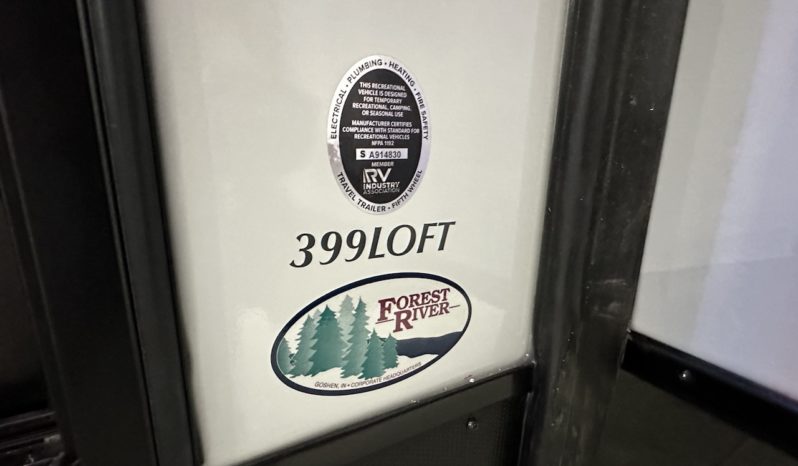 ELECTRICAL • PLUMBING • HEATING • FIRE SAFETY
THIS RECREATIONAL
VEHICLE IS DESIGNED
FOR TEMPORARY
RECREATIONAL, CAMPING,
OR SEASONAL USE
MANUFACTURER CERTIFIES
COMPLIANCE WITH STANDARD FOR
RECREATIONAL VEHICLES
NFPA 1192
S A914830
MEMBER
RV
INDUSTRY
ASSOCIATION
TRAVEL TRAILER • FIFTH WHEEL
399LOFT
FOREST
RIVER
GOSHEN, IN • CORPORATE HEADQUARTERS